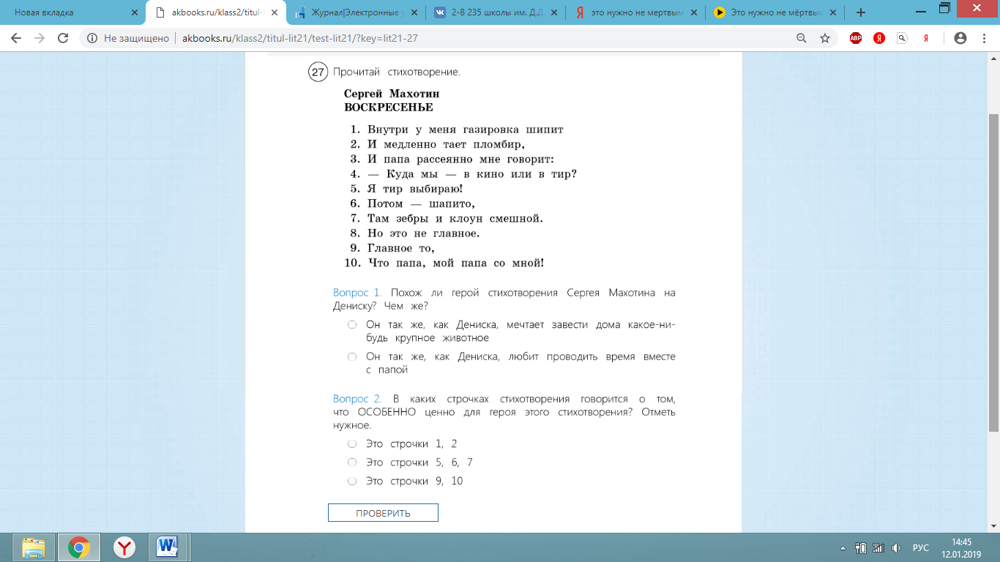 Новая вкладка
akbooks.ru/klass2/titul-l
Журнал|Электронные у
2-В 235 школы им. Д.Д.
это нужно не мертвым
Это нужно не мёртвым
Не защищено | akbooks.ru/klass2/titul-lit21/test-lit21/?key=lit21-27
27 Прочитай стихотворение.
Сергей Махотин
ВОСКРЕСЕНЬЕ
1. Внутри у меня газировка шипит
2. И медленно тает пломбир,
3. И папа рассеянно мне говорит:
4. — Куда мы — в кино или в тир?
5. Я тир выбираю!
6. Потом — шапито,
7. Там зебры и клоун смешной.
8. Но это не главное.
9. Главное то,
10. Что папа, мой папа со мной!
Вопрос 1. Похож ли герой стихотворения Сергея Махотина на
Дениску? Чем же?
Он так же, как Дениска, мечтает завести дома какое-ни-
будь крупное животное
Он так же, как Дениска, любит проводить время вместе
с папой
Вопрос 2. В каких строчках стихотворения говорится о том,
что ОСОБЕННО ценно для героя этого стихотворения? Отметь
нужное.
Это строчки 1, 2
Это строчки 5, 6, 7
Это строчки 9, 10
ПРОВЕРИТЬ
РУС
14:45
12.01.2019